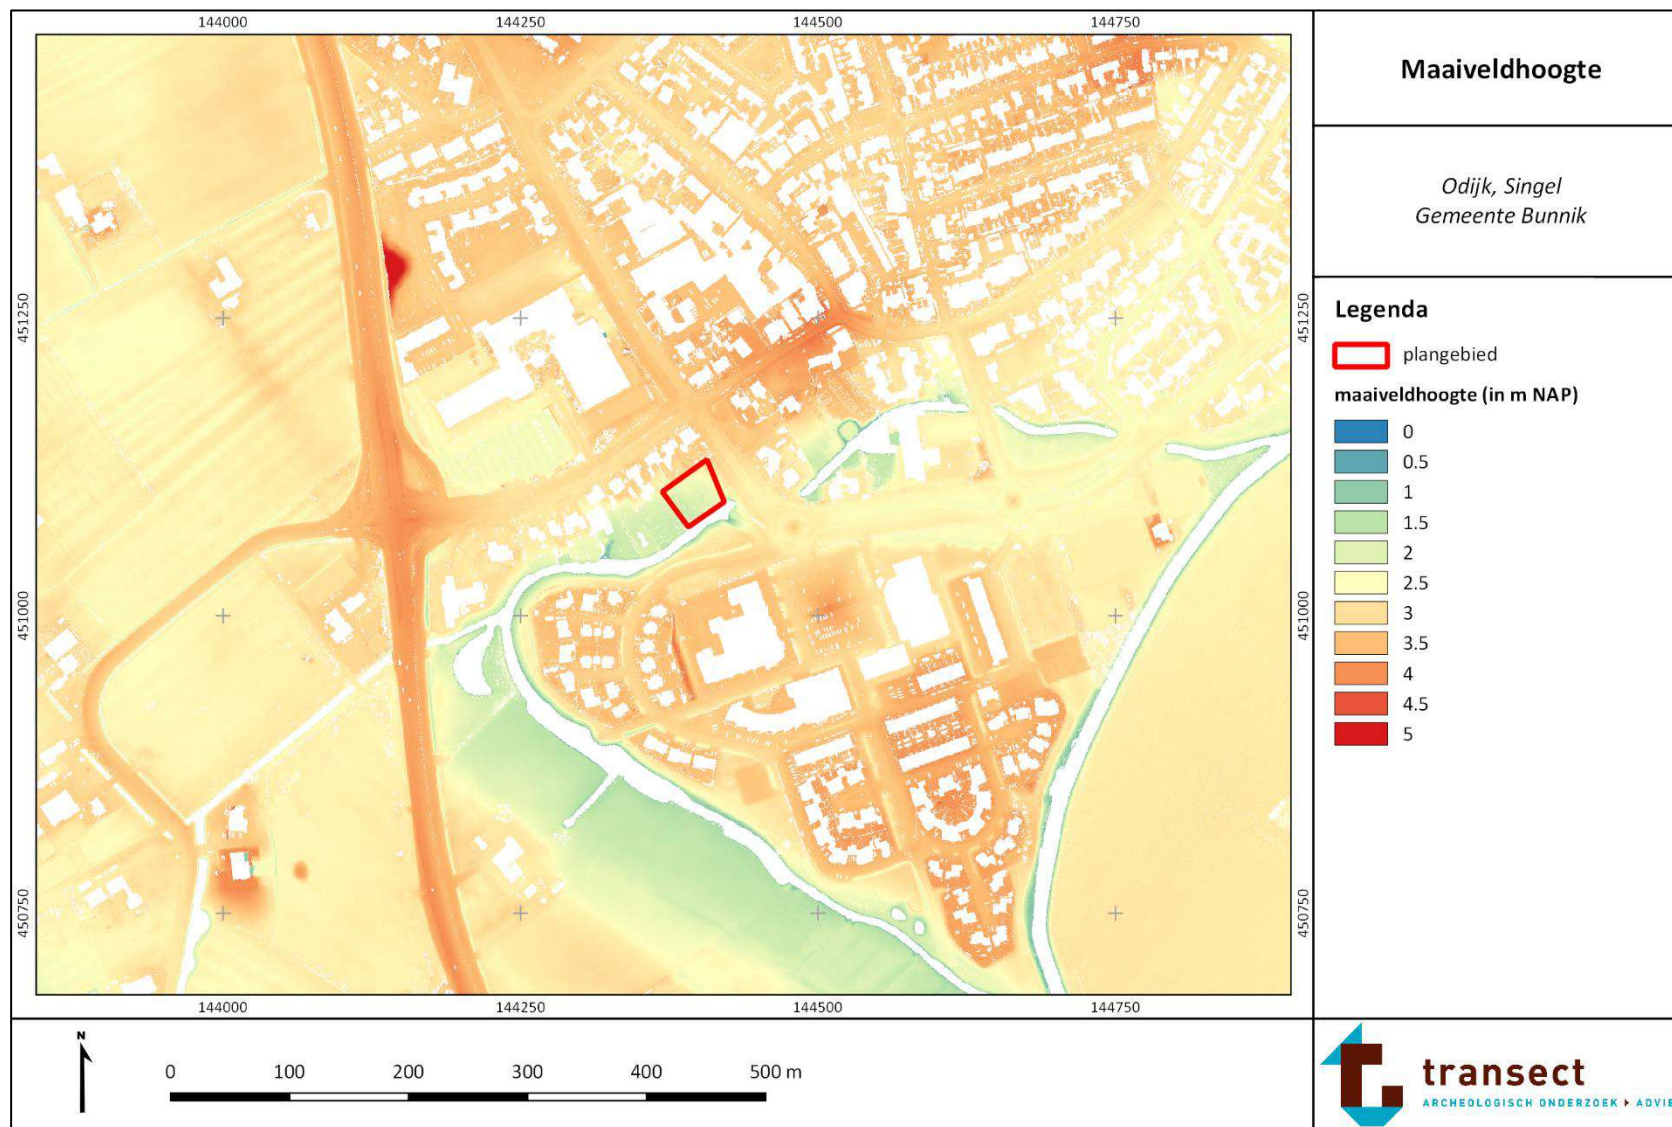 144000 144250 144500 144750
451250
451000
450750
451250
451000
450750
144000 144250 144500 144750
Maaiveldhoogte
Odijk, Singel
Gemeente Bunnik
Legenda
plangebied
maaiveldhoogte (in m NAP)
0
0.5
1
1.5
2
2.5
3
3.5
4
4.5
5
N
0 100 200 300 400 500 m
transect
ARCHEOLOGISCH ONDERZOEK ADVIE